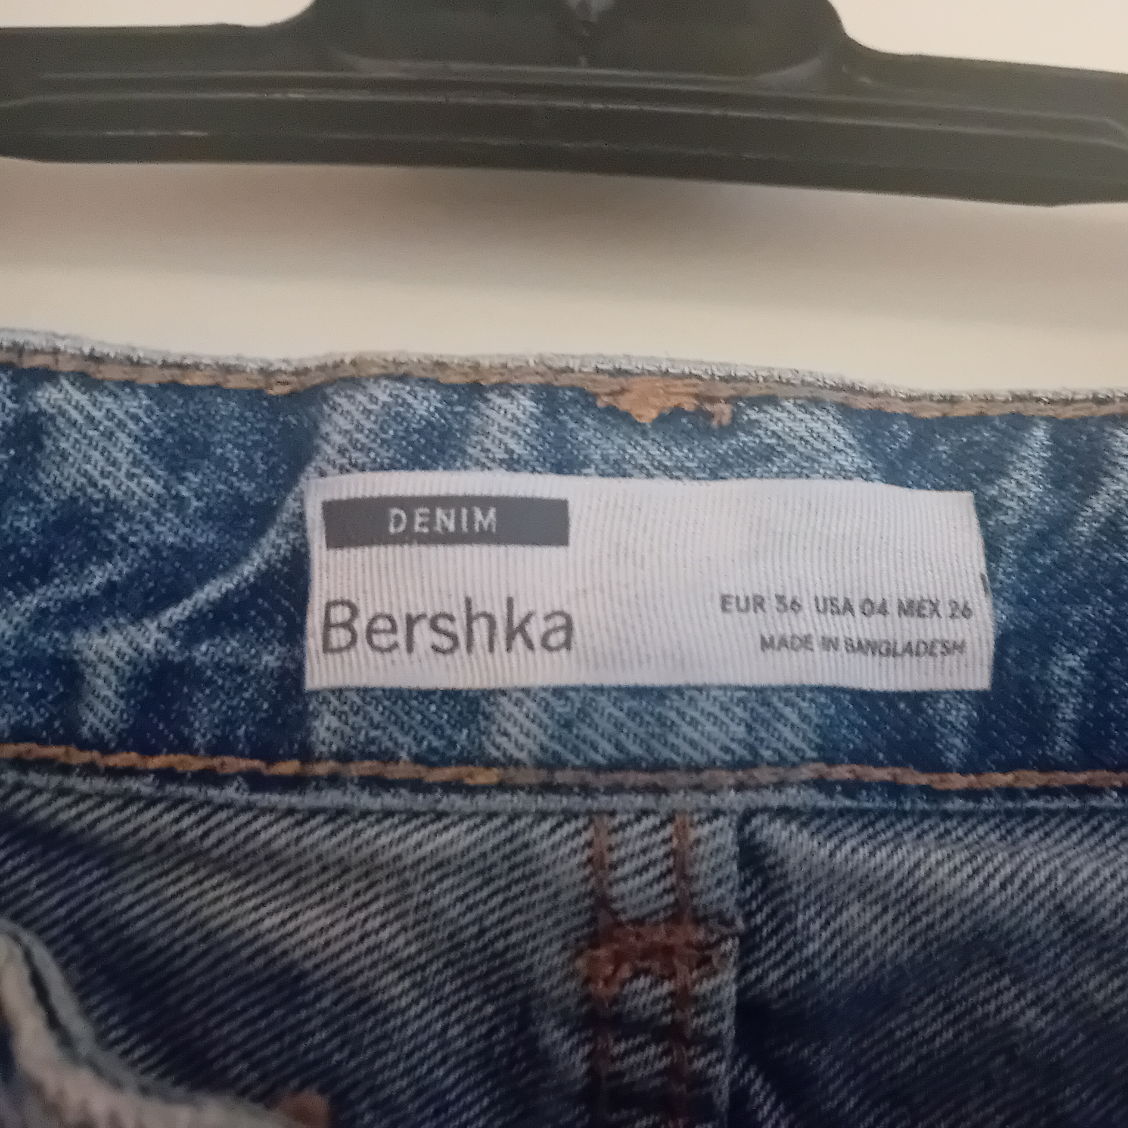 DENIM
Bershka
EUR 36 USA 04 MEX 26
MADE IN BANGLADESH